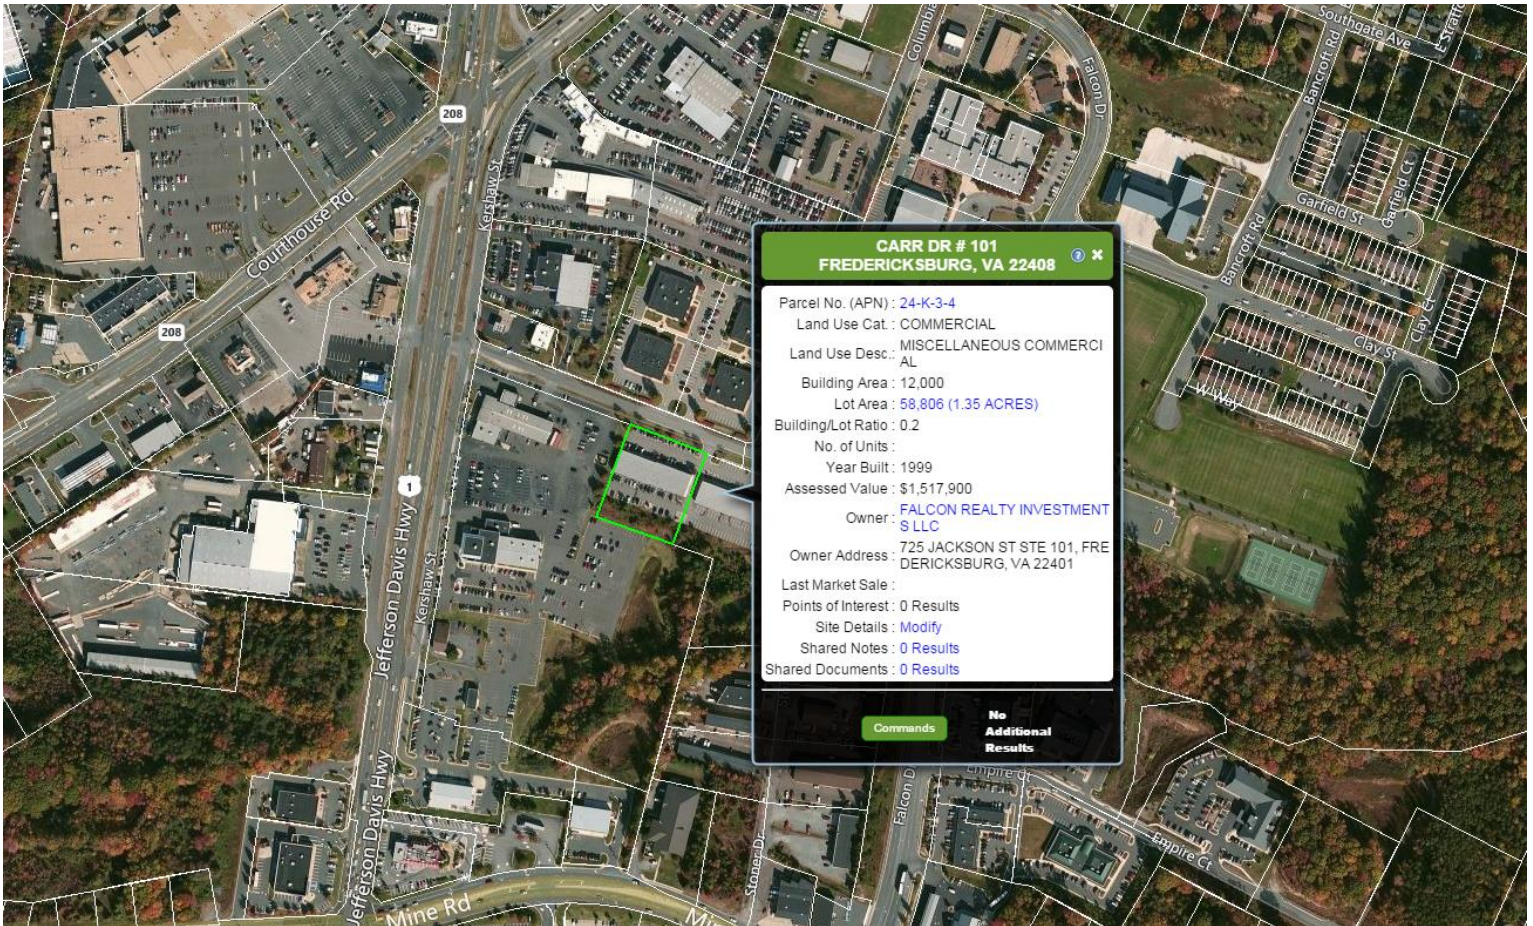 Southgate Ave
E Straffo
Columbia
Bancroft Rd
Falcon Dr
208
Kershaw St
Courthouse Rd
Garfield Ct
Garfield St
Bancroft Rd
208
Clay Ct
Clay St
W Way
CARR DR # 101
FREDERICKSBURG, VA 22408
Parcel No. (APN) : 24-K-3-4
Land Use Cat. : COMMERCIAL
Land Use Desc.: MISCELLANEOUS COMMERCI
AL
Building Area : 12,000
Lot Area : 58,806 (1.35 ACRES)
Building/Lot Ratio : 0.2
No. of Units :
Year Built : 1999
Assessed Value : $1,517,900
Owner : FALCON REALTY INVESTMENT
S LLC
Owner Address : 725 JACKSON ST STE 101, FRE
DERICKSBURG, VA 22401
Last Market Sale :
Points of Interest : 0 Results
Site Details : Modify
Shared Notes : 0 Results
Shared Documents : 0 Results
Commands
No
Additional
Results
1
Jefferson Davis Hwy
Kershaw St
Jefferson Davis Hwy
Jefferson Davis Hwy
Mine Rd
Stoner Dr
Falcon D
Empire Ct
Empire Ct